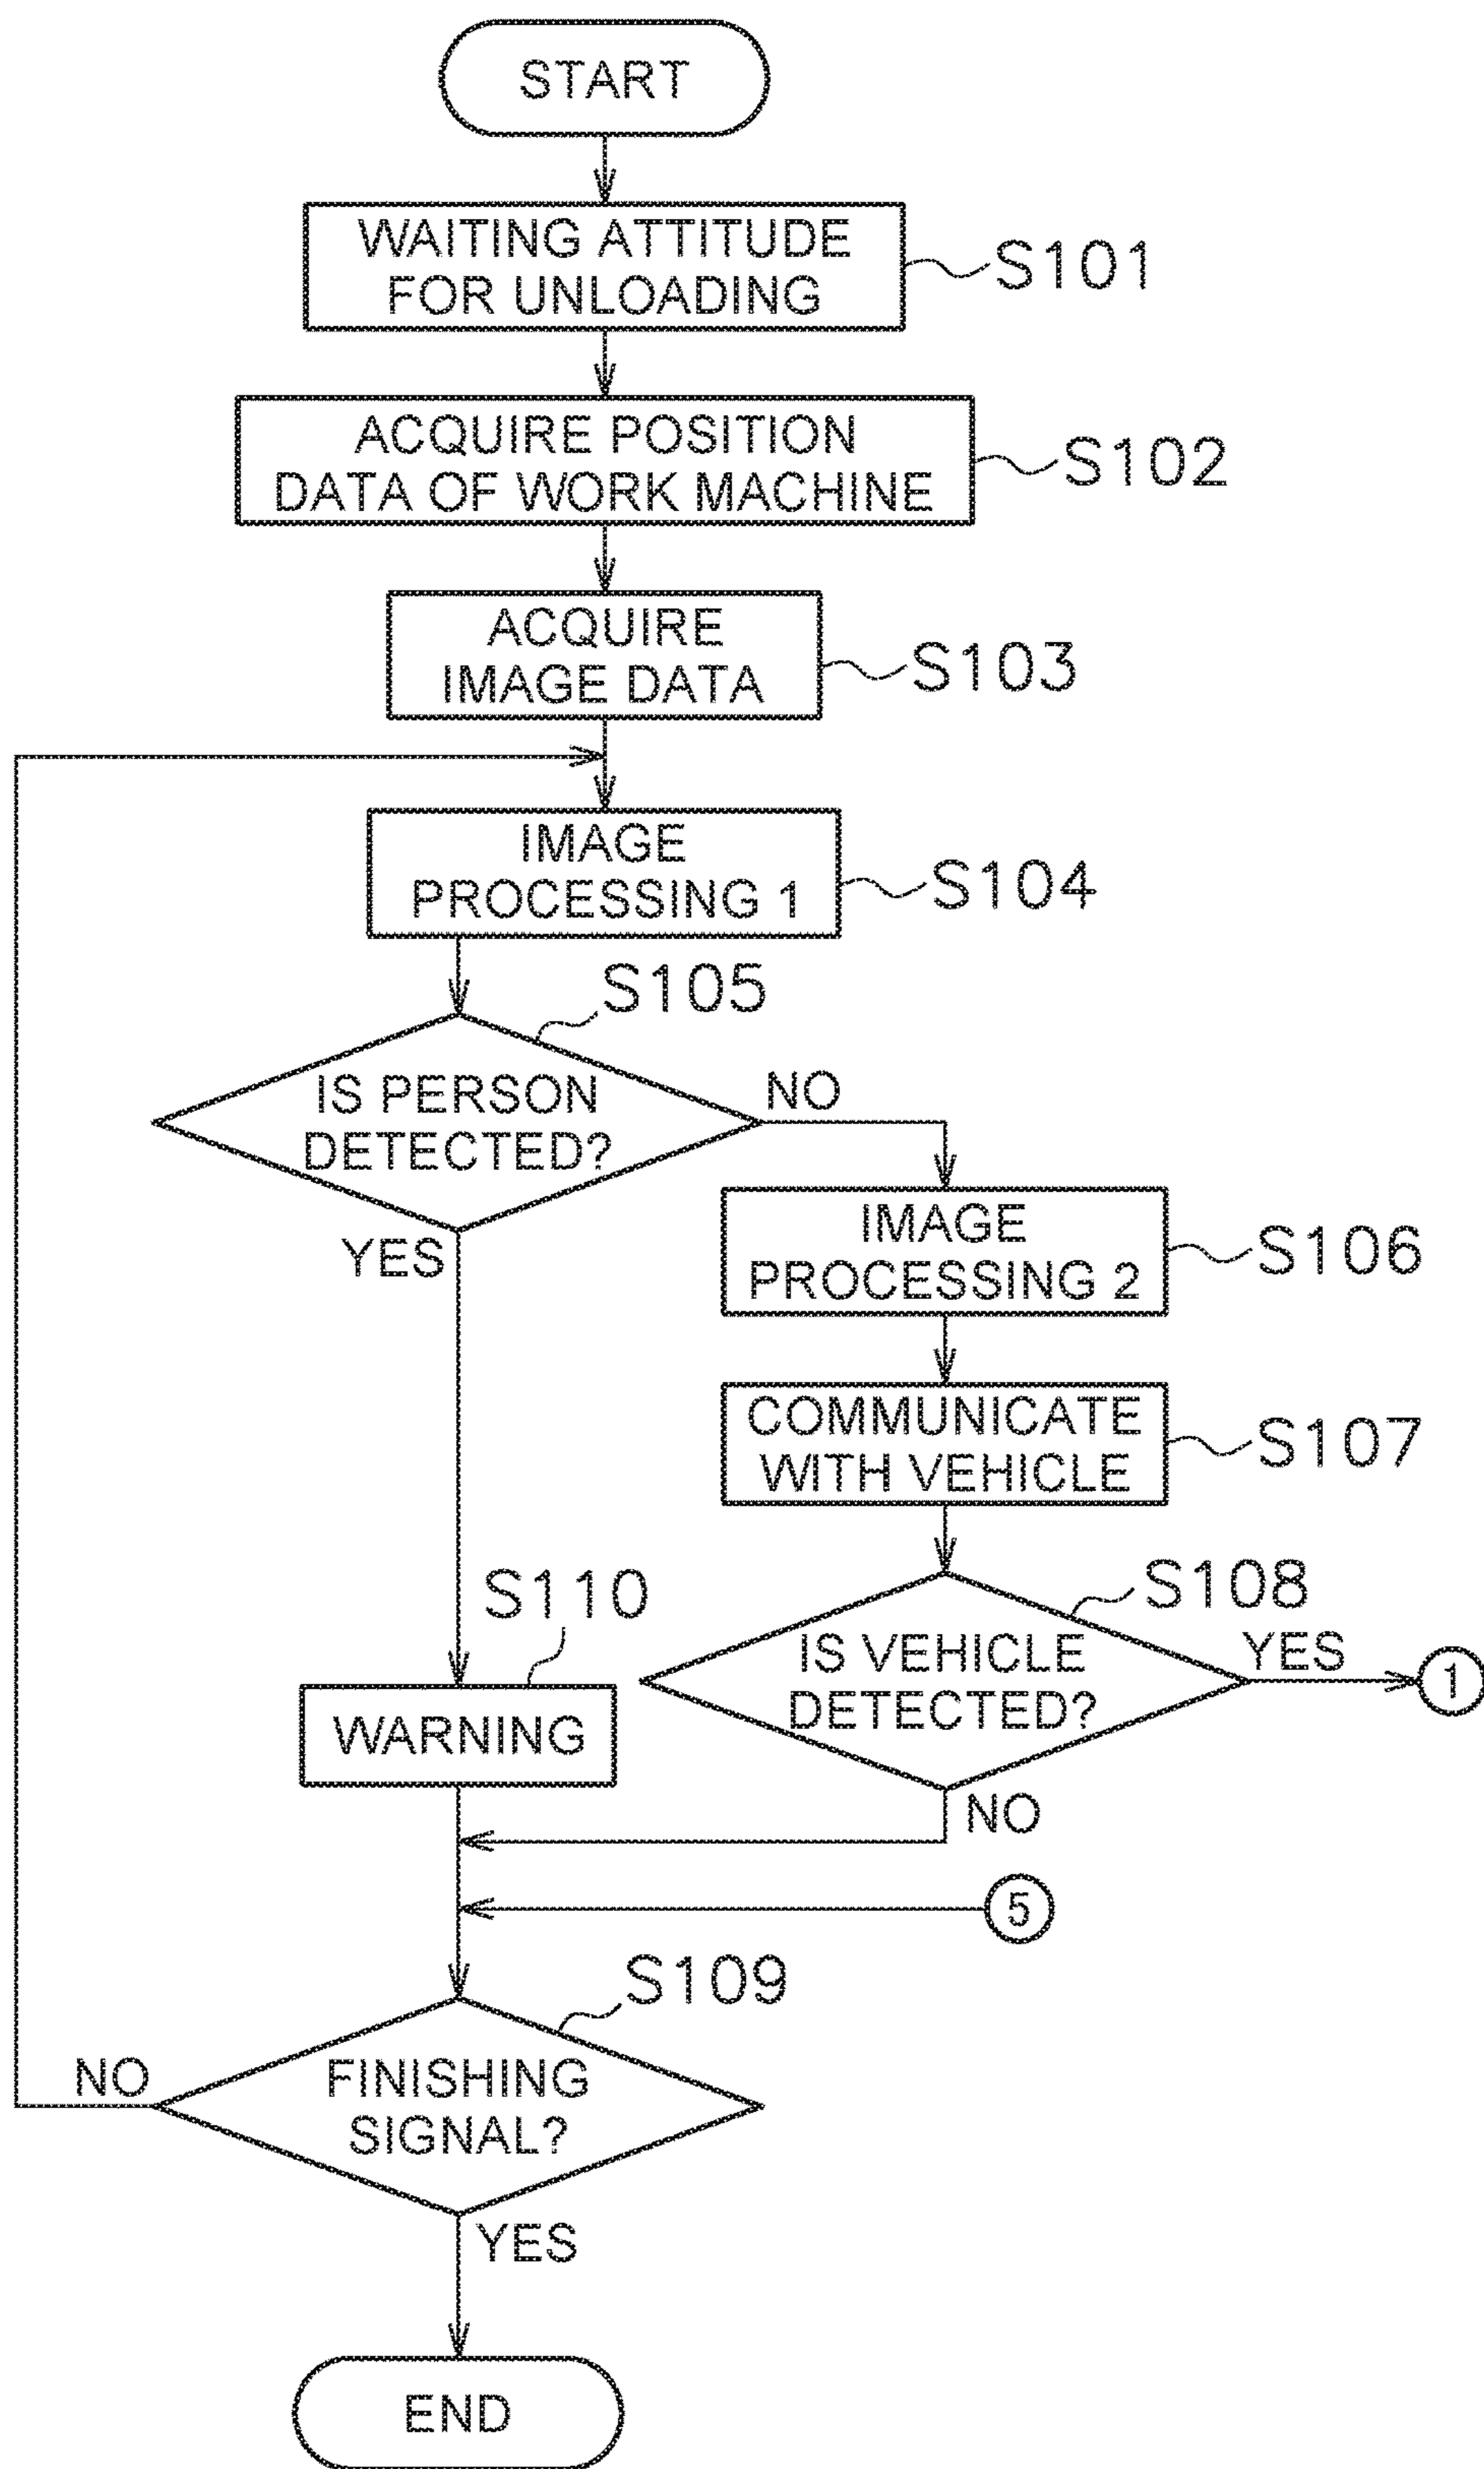 START
WAITING ATTITUDE
FOR UNLOADING
S101
ACQUIRE POSITION
DATA OF WORK MACHINE
S102
ACQUIRE
IMAGE DATA
S103
IMAGE
PROCESSING 1
S104
S105
IS PERSON
DETECTED?
NO
YES
IMAGE
PROCESSING 2
S106
COMMUNICATE
WITH VEHICLE
S107
S108
IS VEHICLE
DETECTED?
YES
1
NO
S110
WARNING
5
S109
FINISHING
SIGNAL?
NO
YES
END